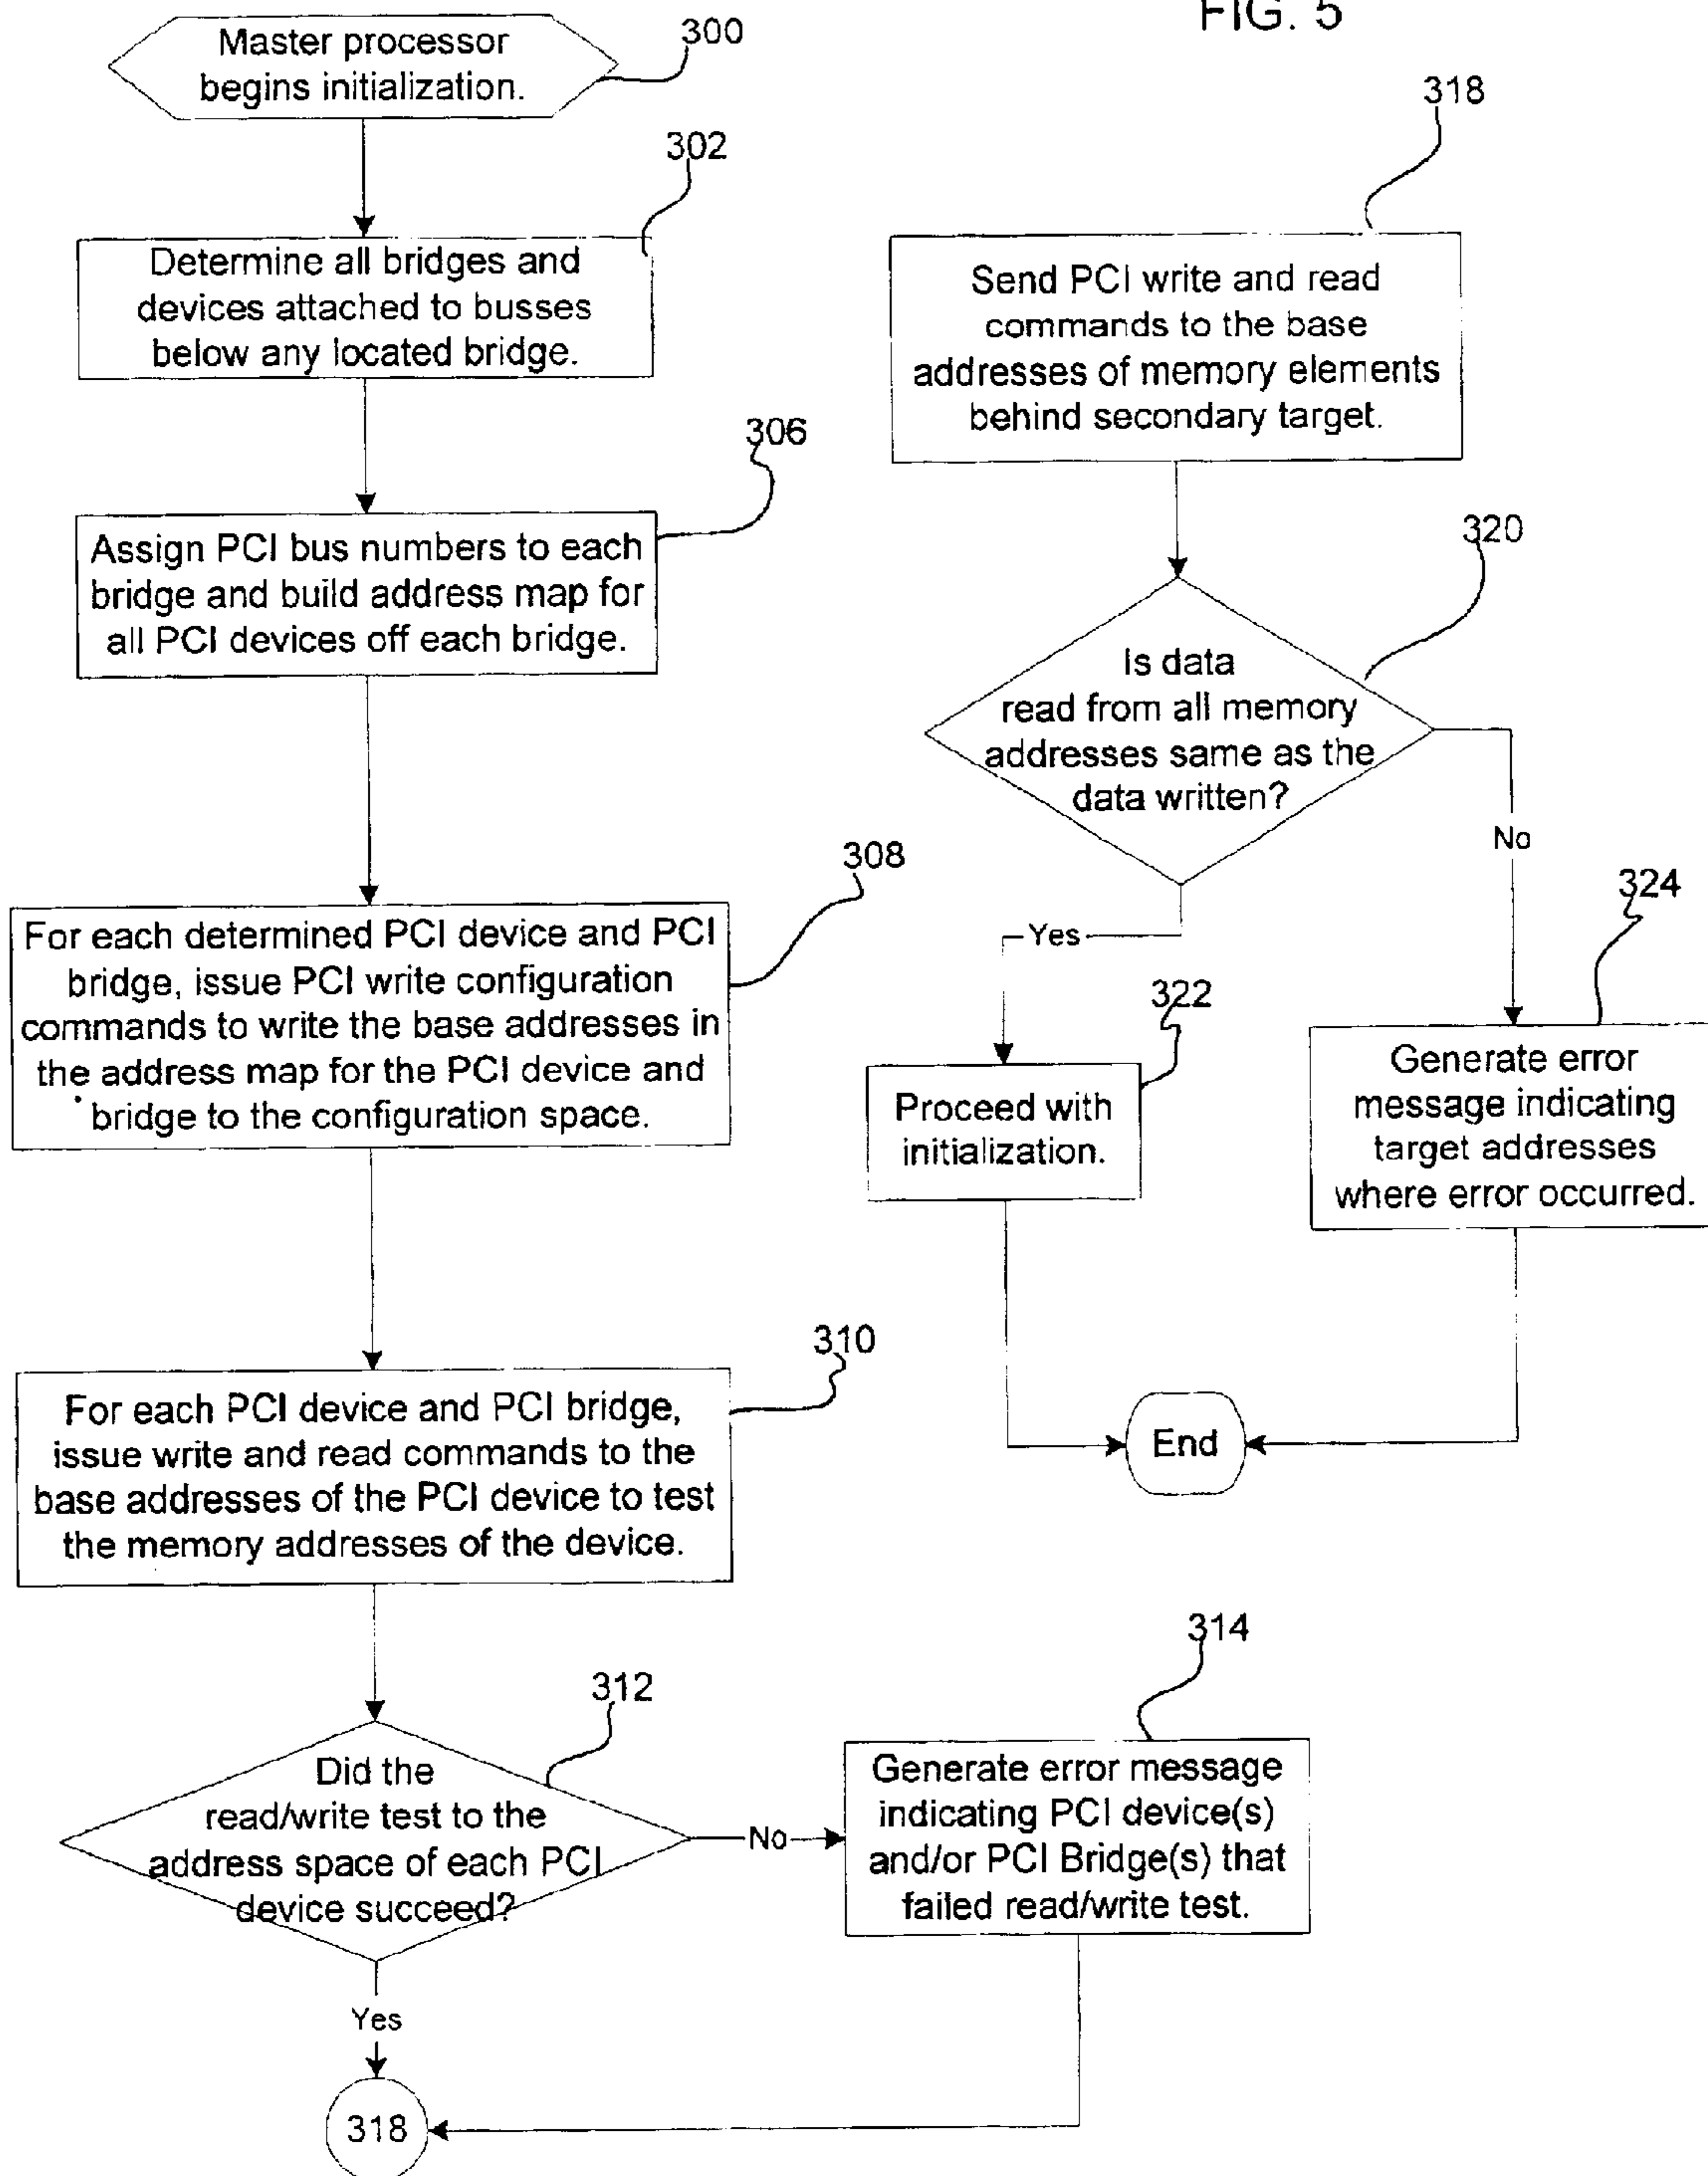 FIG. 5
Master processor
begins initialization.
300
302
Determine all bridges and
devices attached to busses
below any located bridge.
306
Assign PCI bus numbers to each
bridge and build address map for
all PCI devices off each bridge.
308
For each determined PCI device and PCI
bridge, issue PCI write configuration
commands to write the base addresses in
the address map for the PCI device and
bridge to the configuration space.
310
For each PCI device and PCI bridge,
issue write and read commands to the
base addresses of the PCI device to test
the memory addresses of the device.
312
Did the
read/write test to the
address space of each PCI
device succeed?
No
314
Generate error message
indicating PCI device(s)
and/or PCI Bridge(s) that
failed read/write test.
Yes
318
318
Send PCI write and read
commands to the base
addresses of memory elements
behind secondary target.
320
Is data
read from all memory
addresses same as the
data written?
Yes
No
322
Proceed with
initialization.
324
Generate error
message indicating
target addresses
where error occurred.
End